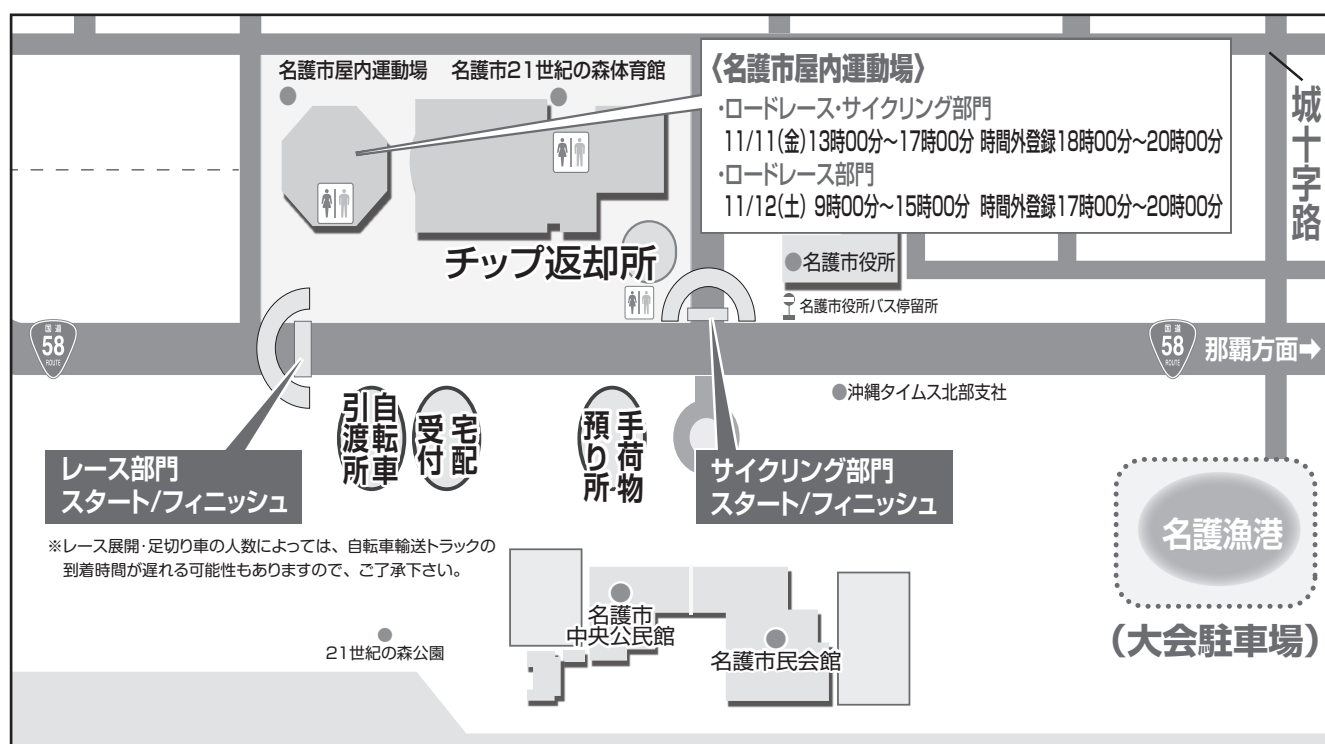 名護市屋内運動場
名護市21世紀の森体育館
〈名護市屋内運動場〉
・ロードレース・サイクリング部門
11/11(金)13時00分～17時00分 時間外登録18時00分～20時00分
・ロードレース部門
11/12(土) 9時00分～15時00分 時間外登録17時00分～20時00分
城十字路
チップ返却所
●名護市役所
名護市役所バス停留所
国道
58
ROUTE
国道
58
ROUTE
那覇方面➡
●沖縄タイムス北部支社
自転車
引渡所
宅配
受付
手荷物
預り所
レース部門
スタート/フィニッシュ
サイクリング部門
スタート/フィニッシュ
※レース展開・足切り車の人数によっては、自転車輸送トラックの
到着時間が遅れる可能性もありますので、ご了承下さい。
名護漁港
(大会駐車場)
名護市
中央公民館
名護市民会館
21世紀の森公園